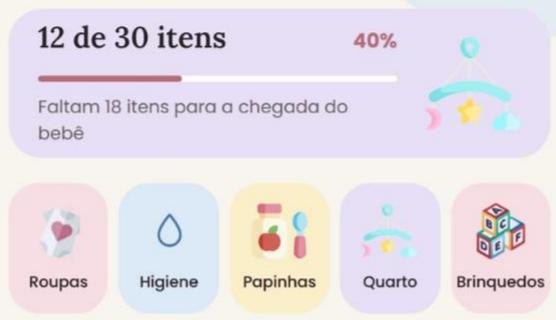 12 de 30 itens
40%
Faltam 18 itens para a chegada do
bebê
Roupas
Higiene
Papinhas
Quarto
Brinquedos
A
B
C
D
E
F